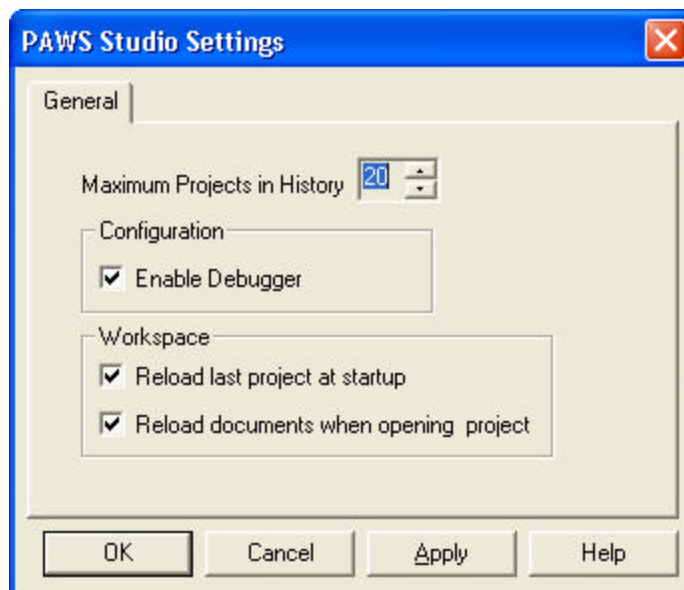 PAWS Studio Settings
General
Maximum Projects in History 20
Configuration
Enable Debugger
Workspace
Reload last project at startup
Reload documents when opening project
OK Cancel Apply Help